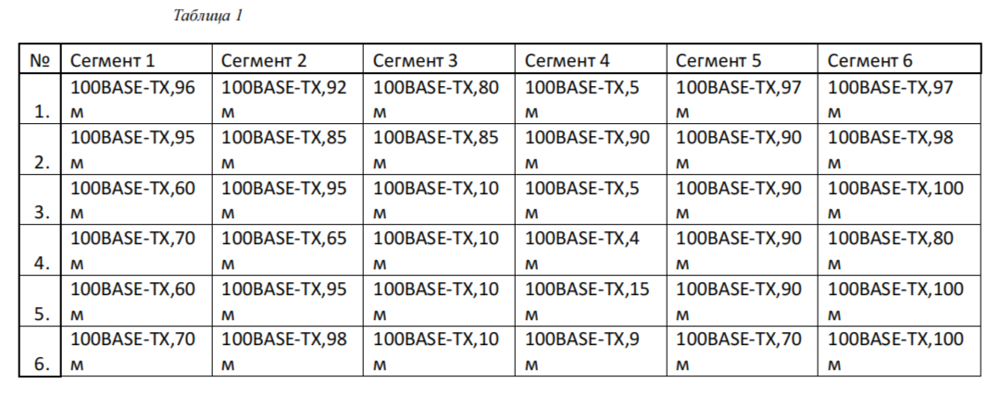 Таблица 1
№ Сегмент 1 Сегмент 2 Сегмент 3 Сегмент 4 Сегмент 5 Сегмент 6
100BASE-TX,96 100BASE-TX,92 100BASE-TX,80 100BASE-TX,5 100BASE-TX,97 100BASE-TX,97
1. м м м м м м
100BASE-TX,95 100BASE-TX,85 100BASE-TX,85 100BASE-TX,90 100BASE-TX,90 100BASE-TX,98
2. м м м м м м
100BASE-TX,60 100BASE-TX,95 100BASE-TX,10 100BASE-TX,5 100BASE-TX,90 100BASE-TX,100
3. м м м м м м
100BASE-TX,70 100BASE-TX,65 100BASE-TX,10 100BASE-TX,4 100BASE-TX,90 100BASE-TX,80
4. м м м м м м
100BASE-TX,60 100BASE-TX,95 100BASE-TX,10 100BASE-TX,15 100BASE-TX,90 100BASE-TX,100
5. м м м м м м
100BASE-TX,70 100BASE-TX,98 100BASE-TX,10 100BASE-TX,9 100BASE-TX,70 100BASE-TX,100
6. м м м м м м